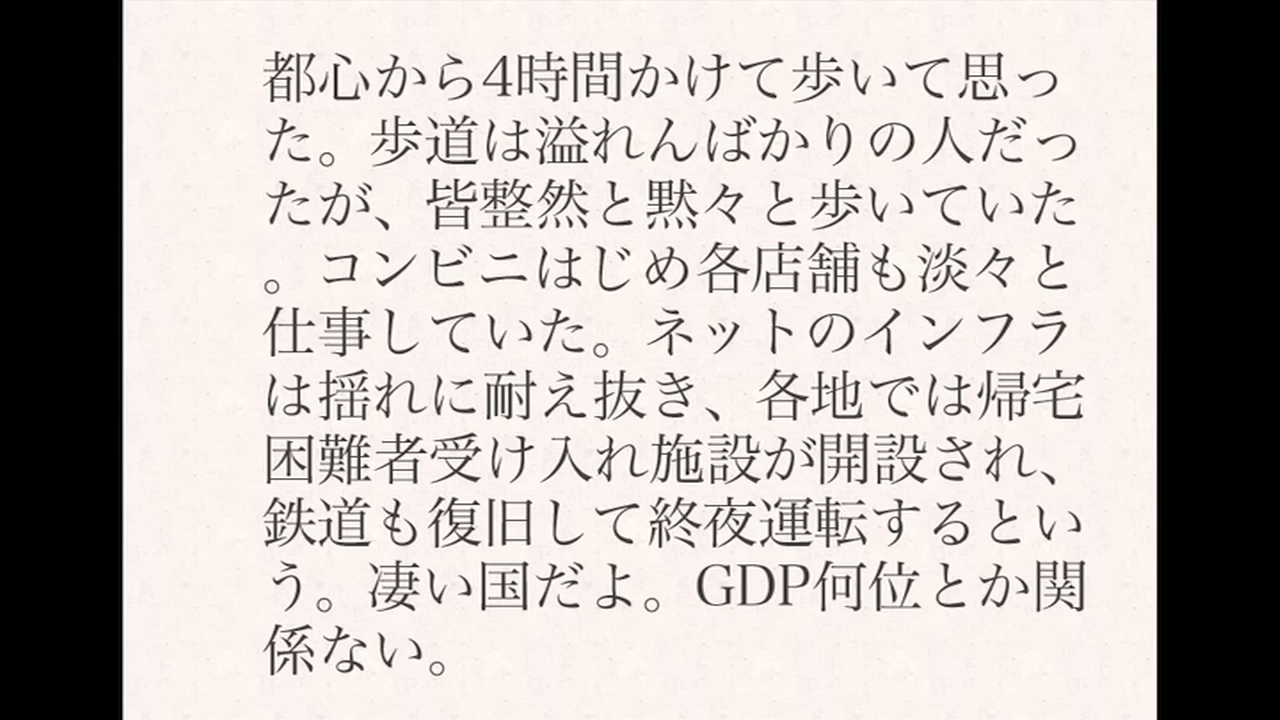 都心から4時間かけて歩いて思っ
た。歩道は溢れんばかりの人だっ
たが、皆整然と黙々と歩いていた
。コンビニはじめ各店舗も淡々と
仕事していた。ネットのインフラ
は揺れに耐え抜き、各地では帰宅
困難者受け入れ施設が開設され、
鉄道も復旧して終夜運転するとい
う。凄い国だよ。GDP何位とか関
係ない。